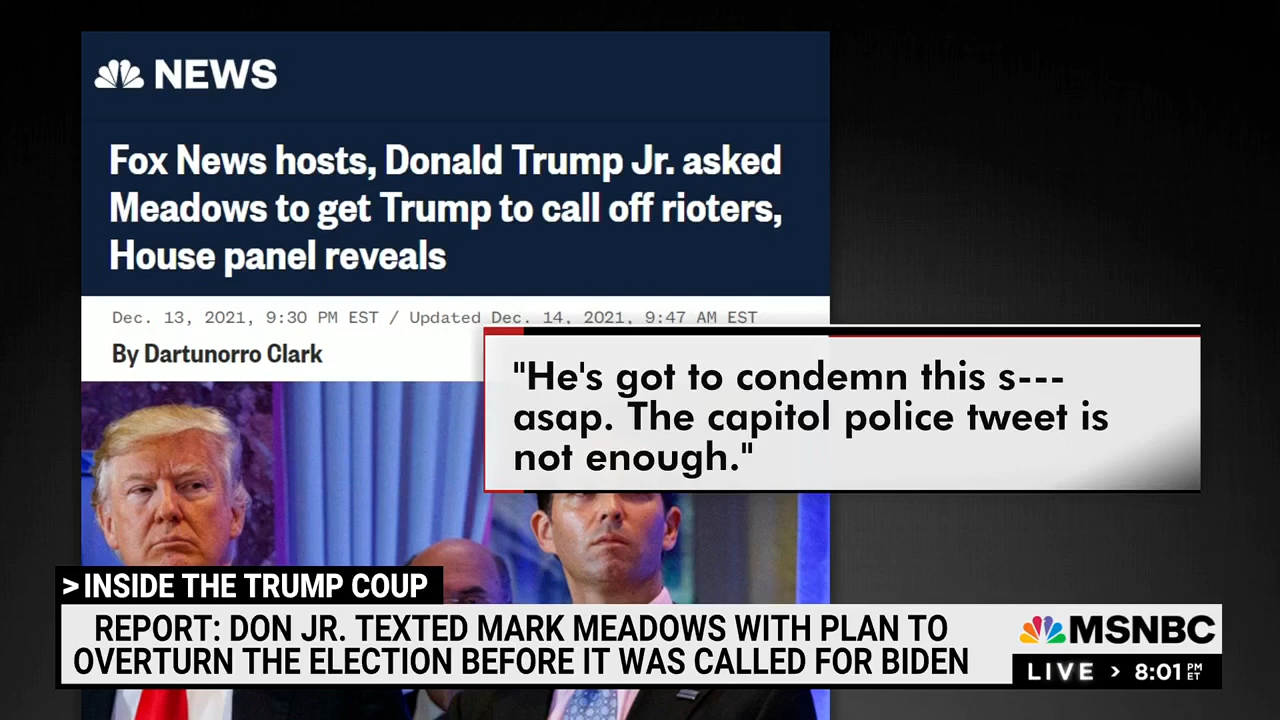 NEWS
Fox News hosts, Donald Trump Jr. asked
Meadows to get Trump to call off rioters,
House panel reveals
Dec. 13, 2021, 9:30 PM EST / Updated Dec. 14, 2021, 9:47 AM EST
By Dartunorro Clark
"He's got to condemn this s---
asap. The capitol police tweet is
not enough."
> INSIDE THE TRUMP COUP
REPORT: DON JR. TEXTED MARK MEADOWS WITH PLAN TO
OVERTURN THE ELECTION BEFORE IT WAS CALLED FOR BIDEN
MSNBC
LIVE > 8:01 PM ET